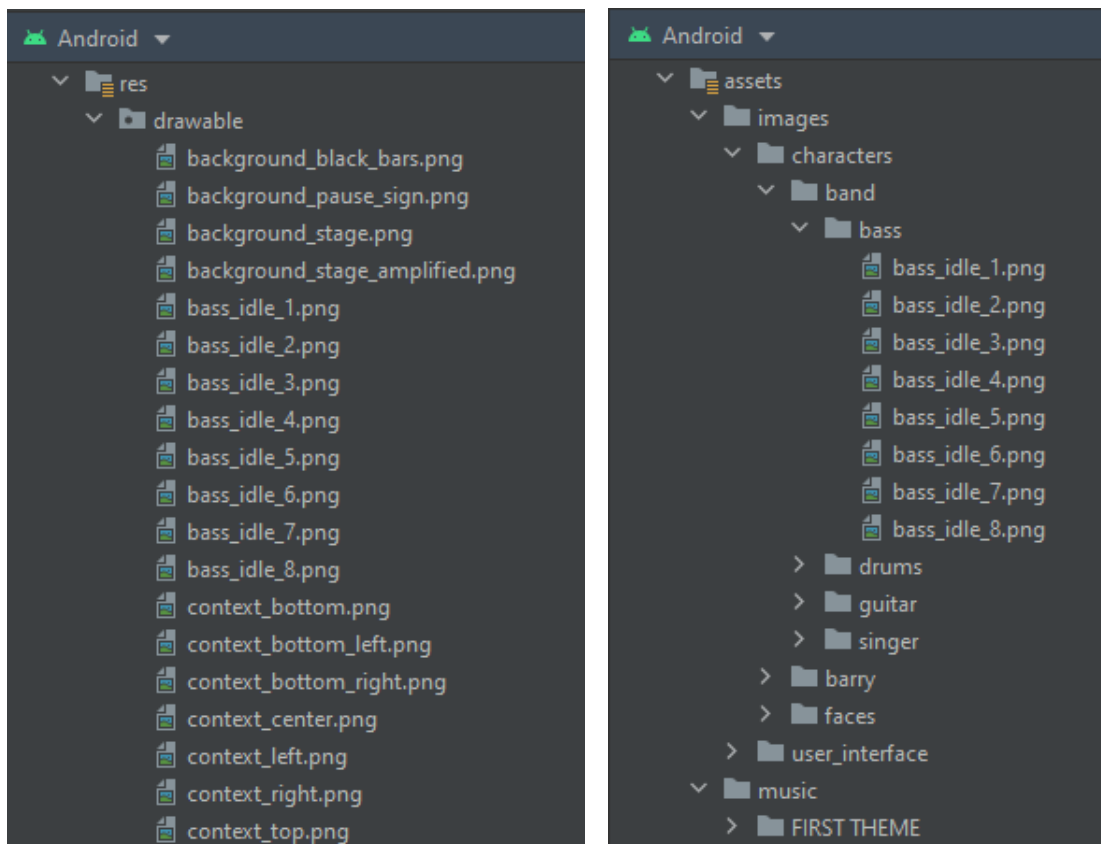 Android
res
drawable
background_black_bars.png
background_pause_sign.png
background_stage.png
background_stage_amplified.png
bass_idle_1.png
bass_idle_2.png
bass_idle_3.png
bass_idle_4.png
bass_idle_5.png
bass_idle_6.png
bass_idle_7.png
bass_idle_8.png
context_bottom.png
context_bottom_left.png
context_bottom_right.png
context_center.png
context_left.png
context_right.png
context_top.png
Android
assets
images
characters
band
bass
bass_idle_1.png
bass_idle_2.png
bass_idle_3.png
bass_idle_4.png
bass_idle_5.png
bass_idle_6.png
bass_idle_7.png
bass_idle_8.png
drums
guitar
singer
barry
faces
user_interface
music
FIRST THEME